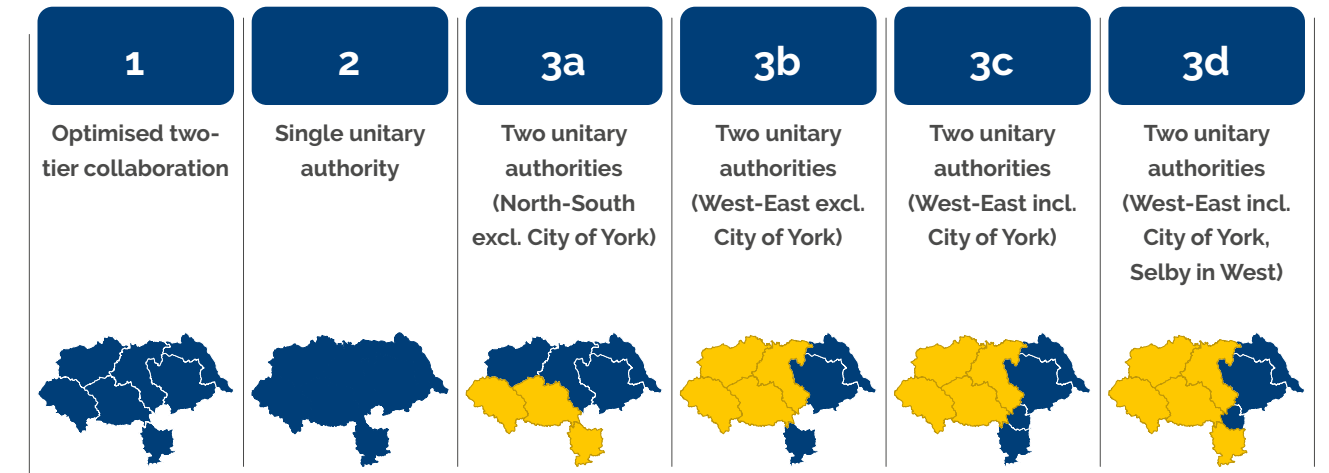 1
Optimised two-
tier collaboration
2
Single unitary
authority
3a
Two unitary
authorities
(North-South
excl. City of York)
3b
Two unitary
authorities
(West-East excl.
City of York)
3c
Two unitary
authorities
(West-East incl.
City of York)
3d
Two unitary
authorities
(West-East incl.
City of York,
Selby in West)